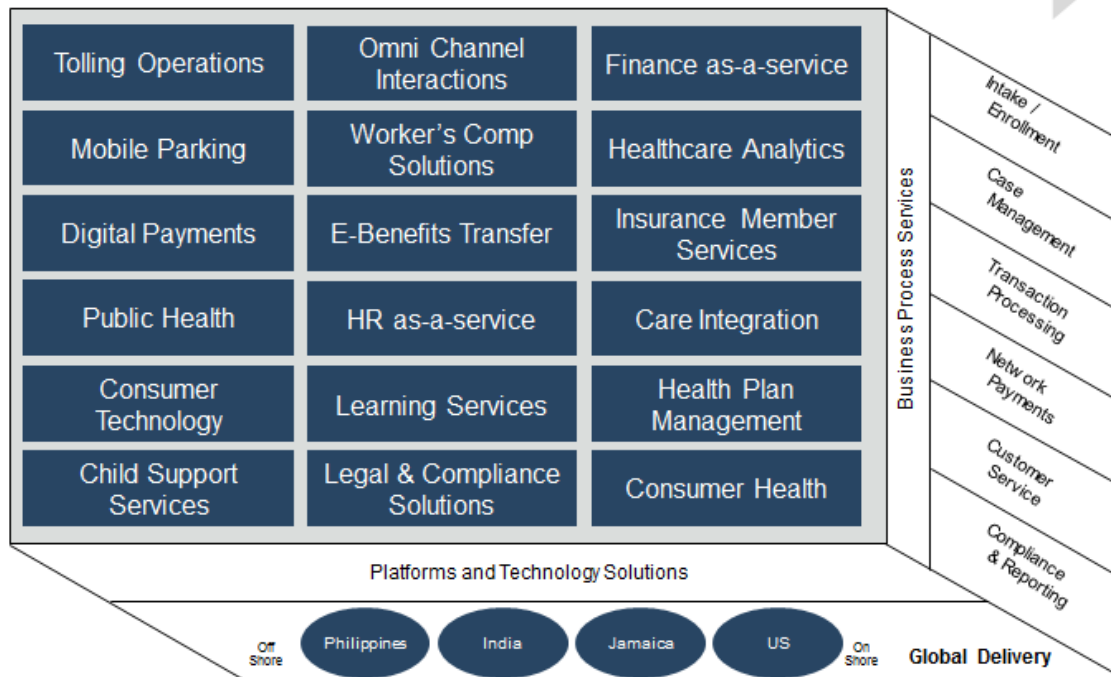 Tolling Operations
Omni Channel
Interactions
Finance as-a-service
Mobile Parking
Worker's Comp
Solutions
Healthcare Analytics
Digital Payments
E-Benefits Transfer
Insurance Member
Services
Public Health
HR as-a-service
Care Integration
Consumer
Technology
Learning Services
Health Plan
Management
Child Support
Services
Legal & Compliance
Solutions
Consumer Health
Business Process Services
Intake /
Enrollment
Case
Management
Transaction
Processing
Network
Payments
Customer
Service
Compliance
& Reporting
Platforms and Technology Solutions
Off
Shore
Philippines
India
Jamaica
US
On
Shore
Global Delivery